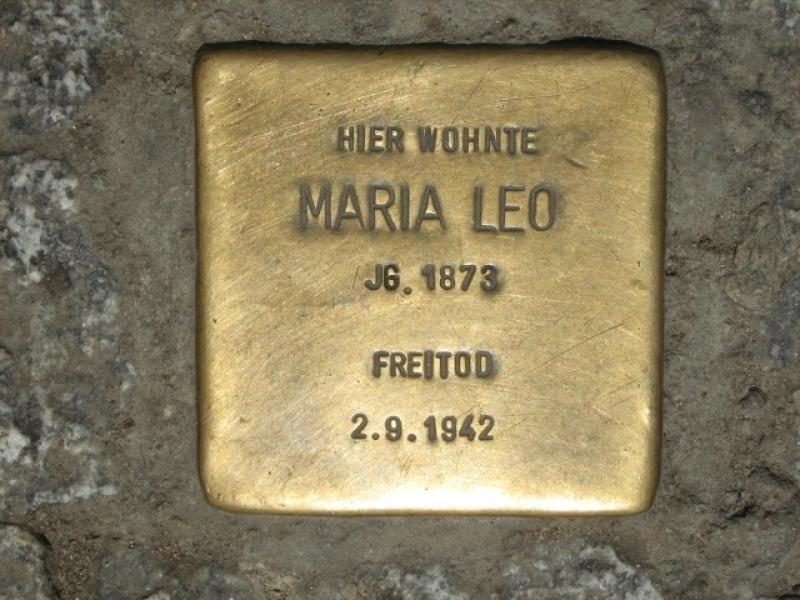 HIER WOHNTE
MARIA LEO
JG. 1873
FREITOD
2.9.1942